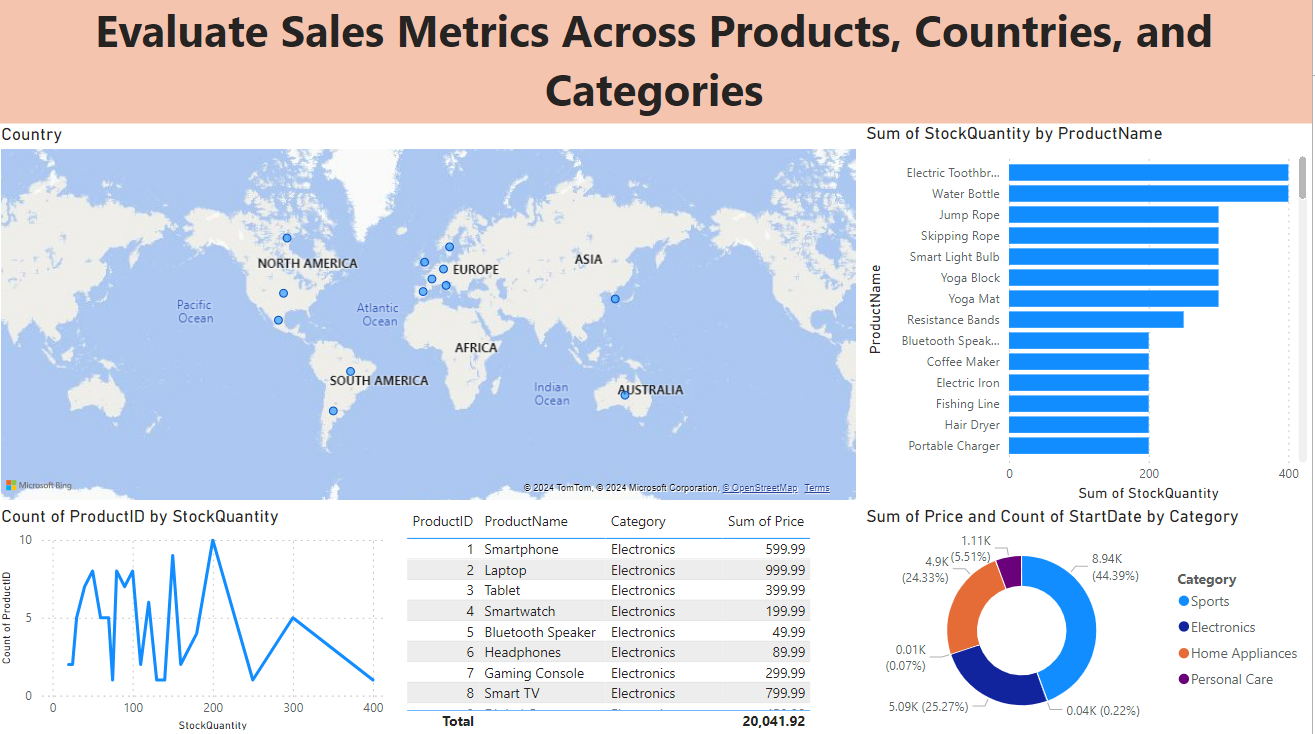 Evaluate Sales Metrics Across Products, Countries, and
Categories
Country
NORTH AMERICA
EUROPE
ASIA
Pacific
Ocean
Atlantic
Ocean
AFRICA
SOUTH AMERICA
Indian
Ocean
AUSTRALIA
Microsoft Bing
© 2024 TomTom, © 2024 Microsoft Corporation, © OpenStreetMap Terms
Sum of StockQuantity by ProductName
ProductName
Electric Toothbr...
Water Bottle
Jump Rope
Skipping Rope
Smart Light Bulb
Yoga Block
Yoga Mat
Resistance Bands
Bluetooth Speak...
Coffee Maker
Electric Iron
Fishing Line
Hair Dryer
Portable Charger
0 200 400
Sum of StockQuantity
Count of ProductID by StockQuantity
Count of ProductID
10
5
0
0 100 200 300 400
StockQuantity
ProductID ProductName Category Sum of Price
1 Smartphone Electronics 599.99
2 Laptop Electronics 999.99
3 Tablet Electronics 399.99
4 Smartwatch Electronics 199.99
5 Bluetooth Speaker Electronics 49.99
6 Headphones Electronics 89.99
7 Gaming Console Electronics 299.99
8 Smart TV Electronics 799.99
Total 20,041.92
Sum of Price and Count of StartDate by Category
1.11K
(5.51%)
8.94K
(44.39%)
4.9K
(24.33%)
0.01K
(0.07%)
5.09K (25.27%)
0.04K (0.22%)
Category
Sports
Electronics
Home Appliances
Personal Care